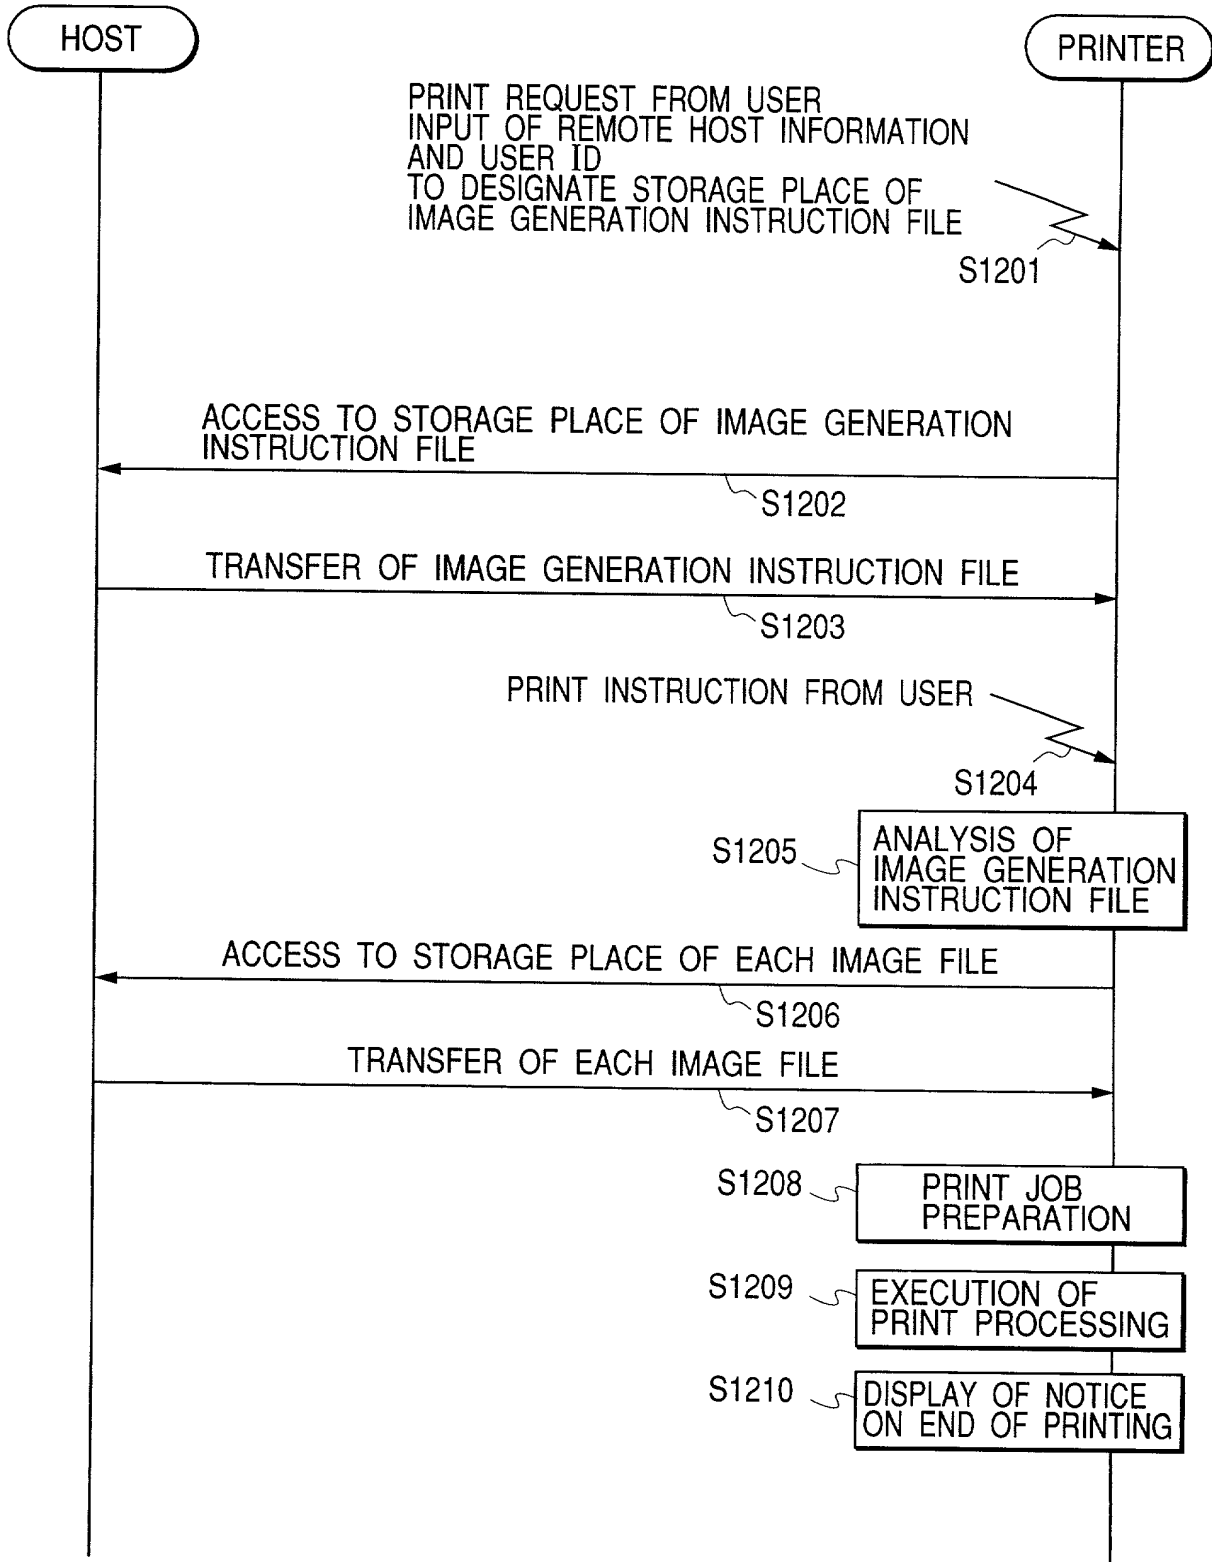 HOST
PRINTER
PRINT REQUEST FROM USER
INPUT OF REMOTE HOST INFORMATION
AND USER ID
TO DESIGNATE STORAGE PLACE OF
IMAGE GENERATION INSTRUCTION FILE
S1201
ACCESS TO STORAGE PLACE OF IMAGE GENERATION
INSTRUCTION FILE
S1202
TRANSFER OF IMAGE GENERATION INSTRUCTION FILE
S1203
PRINT INSTRUCTION FROM USER
S1204
S1205
ANALYSIS OF
IMAGE GENERATION
INSTRUCTION FILE
ACCESS TO STORAGE PLACE OF EACH IMAGE FILE
S1206
TRANSFER OF EACH IMAGE FILE
S1207
S1208
PRINT JOB
PREPARATION
S1209
EXECUTION OF
PRINT PROCESSING
S1210
DISPLAY OF NOTICE
ON END OF PRINTING